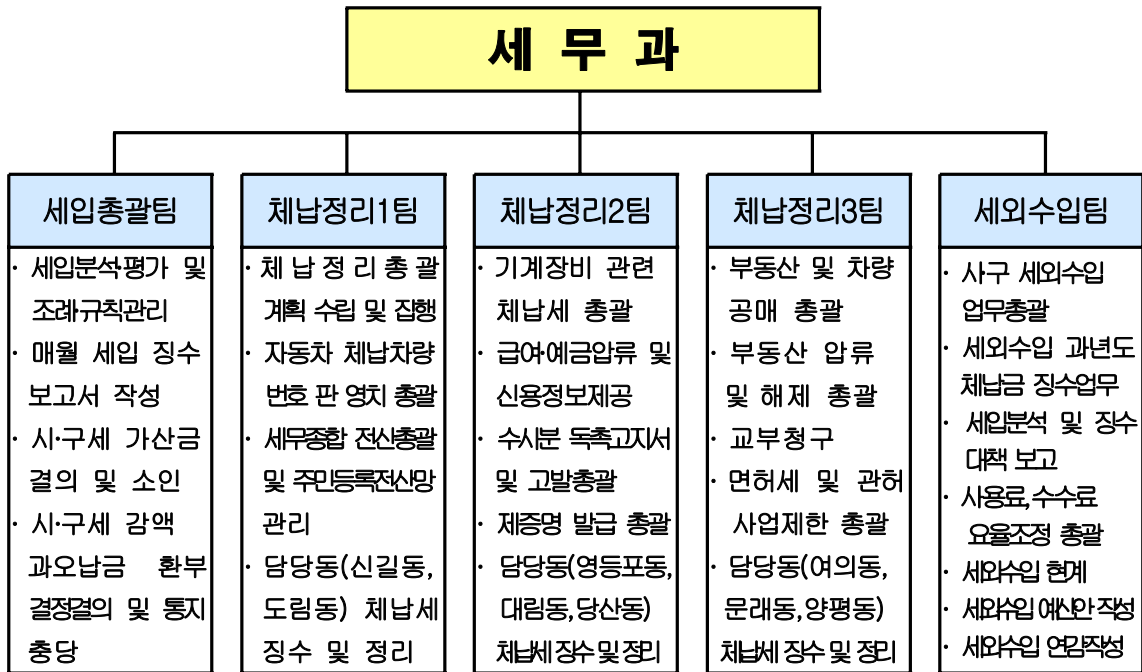 세 무 과
세입총괄팀
· 세입분석·평가 및
조례·규칙관리
· 매월 세입 징수
보고서 작성
· 시·구세 가산금
결의 및 소인
· 시·구세 감액
과오납금 환부
결정결의 및 통지
충당
체납정리1팀
· 체 납 정 리 총 괄
계획 수립 및 집행
· 자동차 체납차량
번호 판 영치 총괄
· 세무종합 전산총괄
및 주민등록전산망
관리
· 담당동(신길동,
도림동) 체납세
징수 및 정리
체납정리2팀
· 기계장비 관련
체납세 총괄
· 급여·예금압류 및
신용정보제공
· 수시분 독촉고지서
및 고발총괄
· 제증명 발급 총괄
· 담당동(영등포동,
대림동,당산동)
체납세 징수 및 정리
체납정리3팀
· 부동산 및 차량
공매 총괄
· 부동산 압류
및 해제 총괄
· 교부청구
· 면허세 및 관허
사업제한 총괄
· 담당동(여의동,
문래동,양평동)
체납세 징수 및 정리
세외수입팀
· 시·구 세외수입
업무총괄
· 세외수입 과년도
체납금 징수업무
· 세입분석 및 징수
대책 보고
· 사용료,수수료
요율조정 총괄
· 세외수입 현계
· 세외수입 예산안 작성
· 세외수입 연감작성